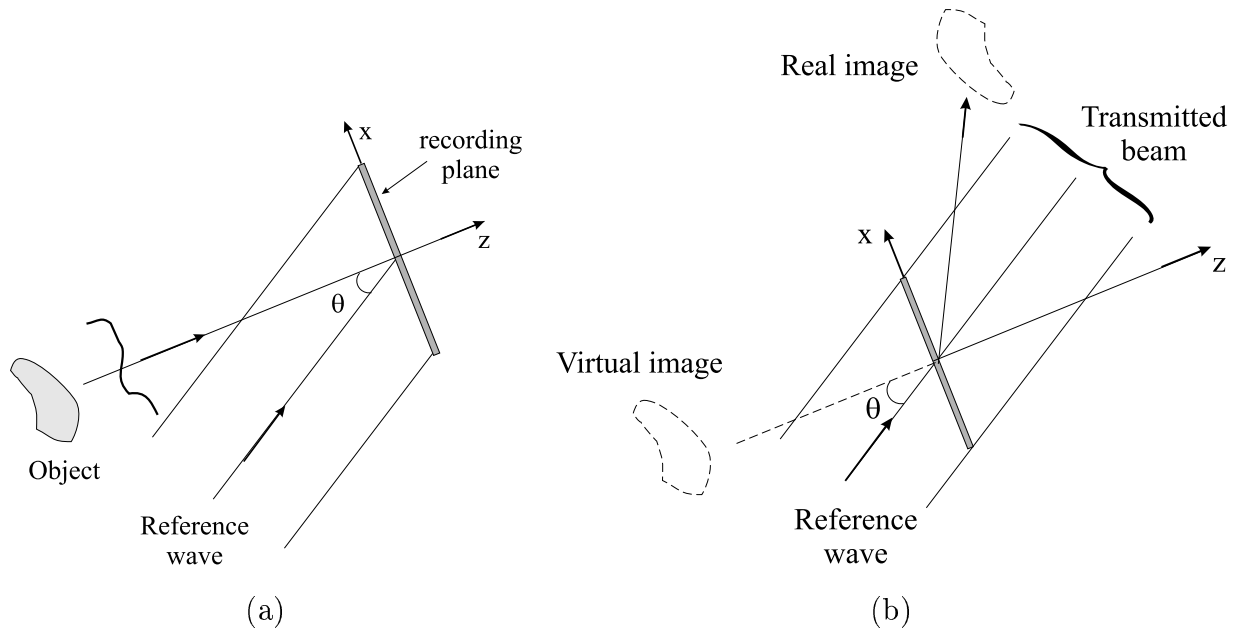 x
recording
plane
z
θ
Object
Reference
wave
(a)
Real image
Transmitted
beam
x
z
Virtual image
θ
Reference
wave
(b)